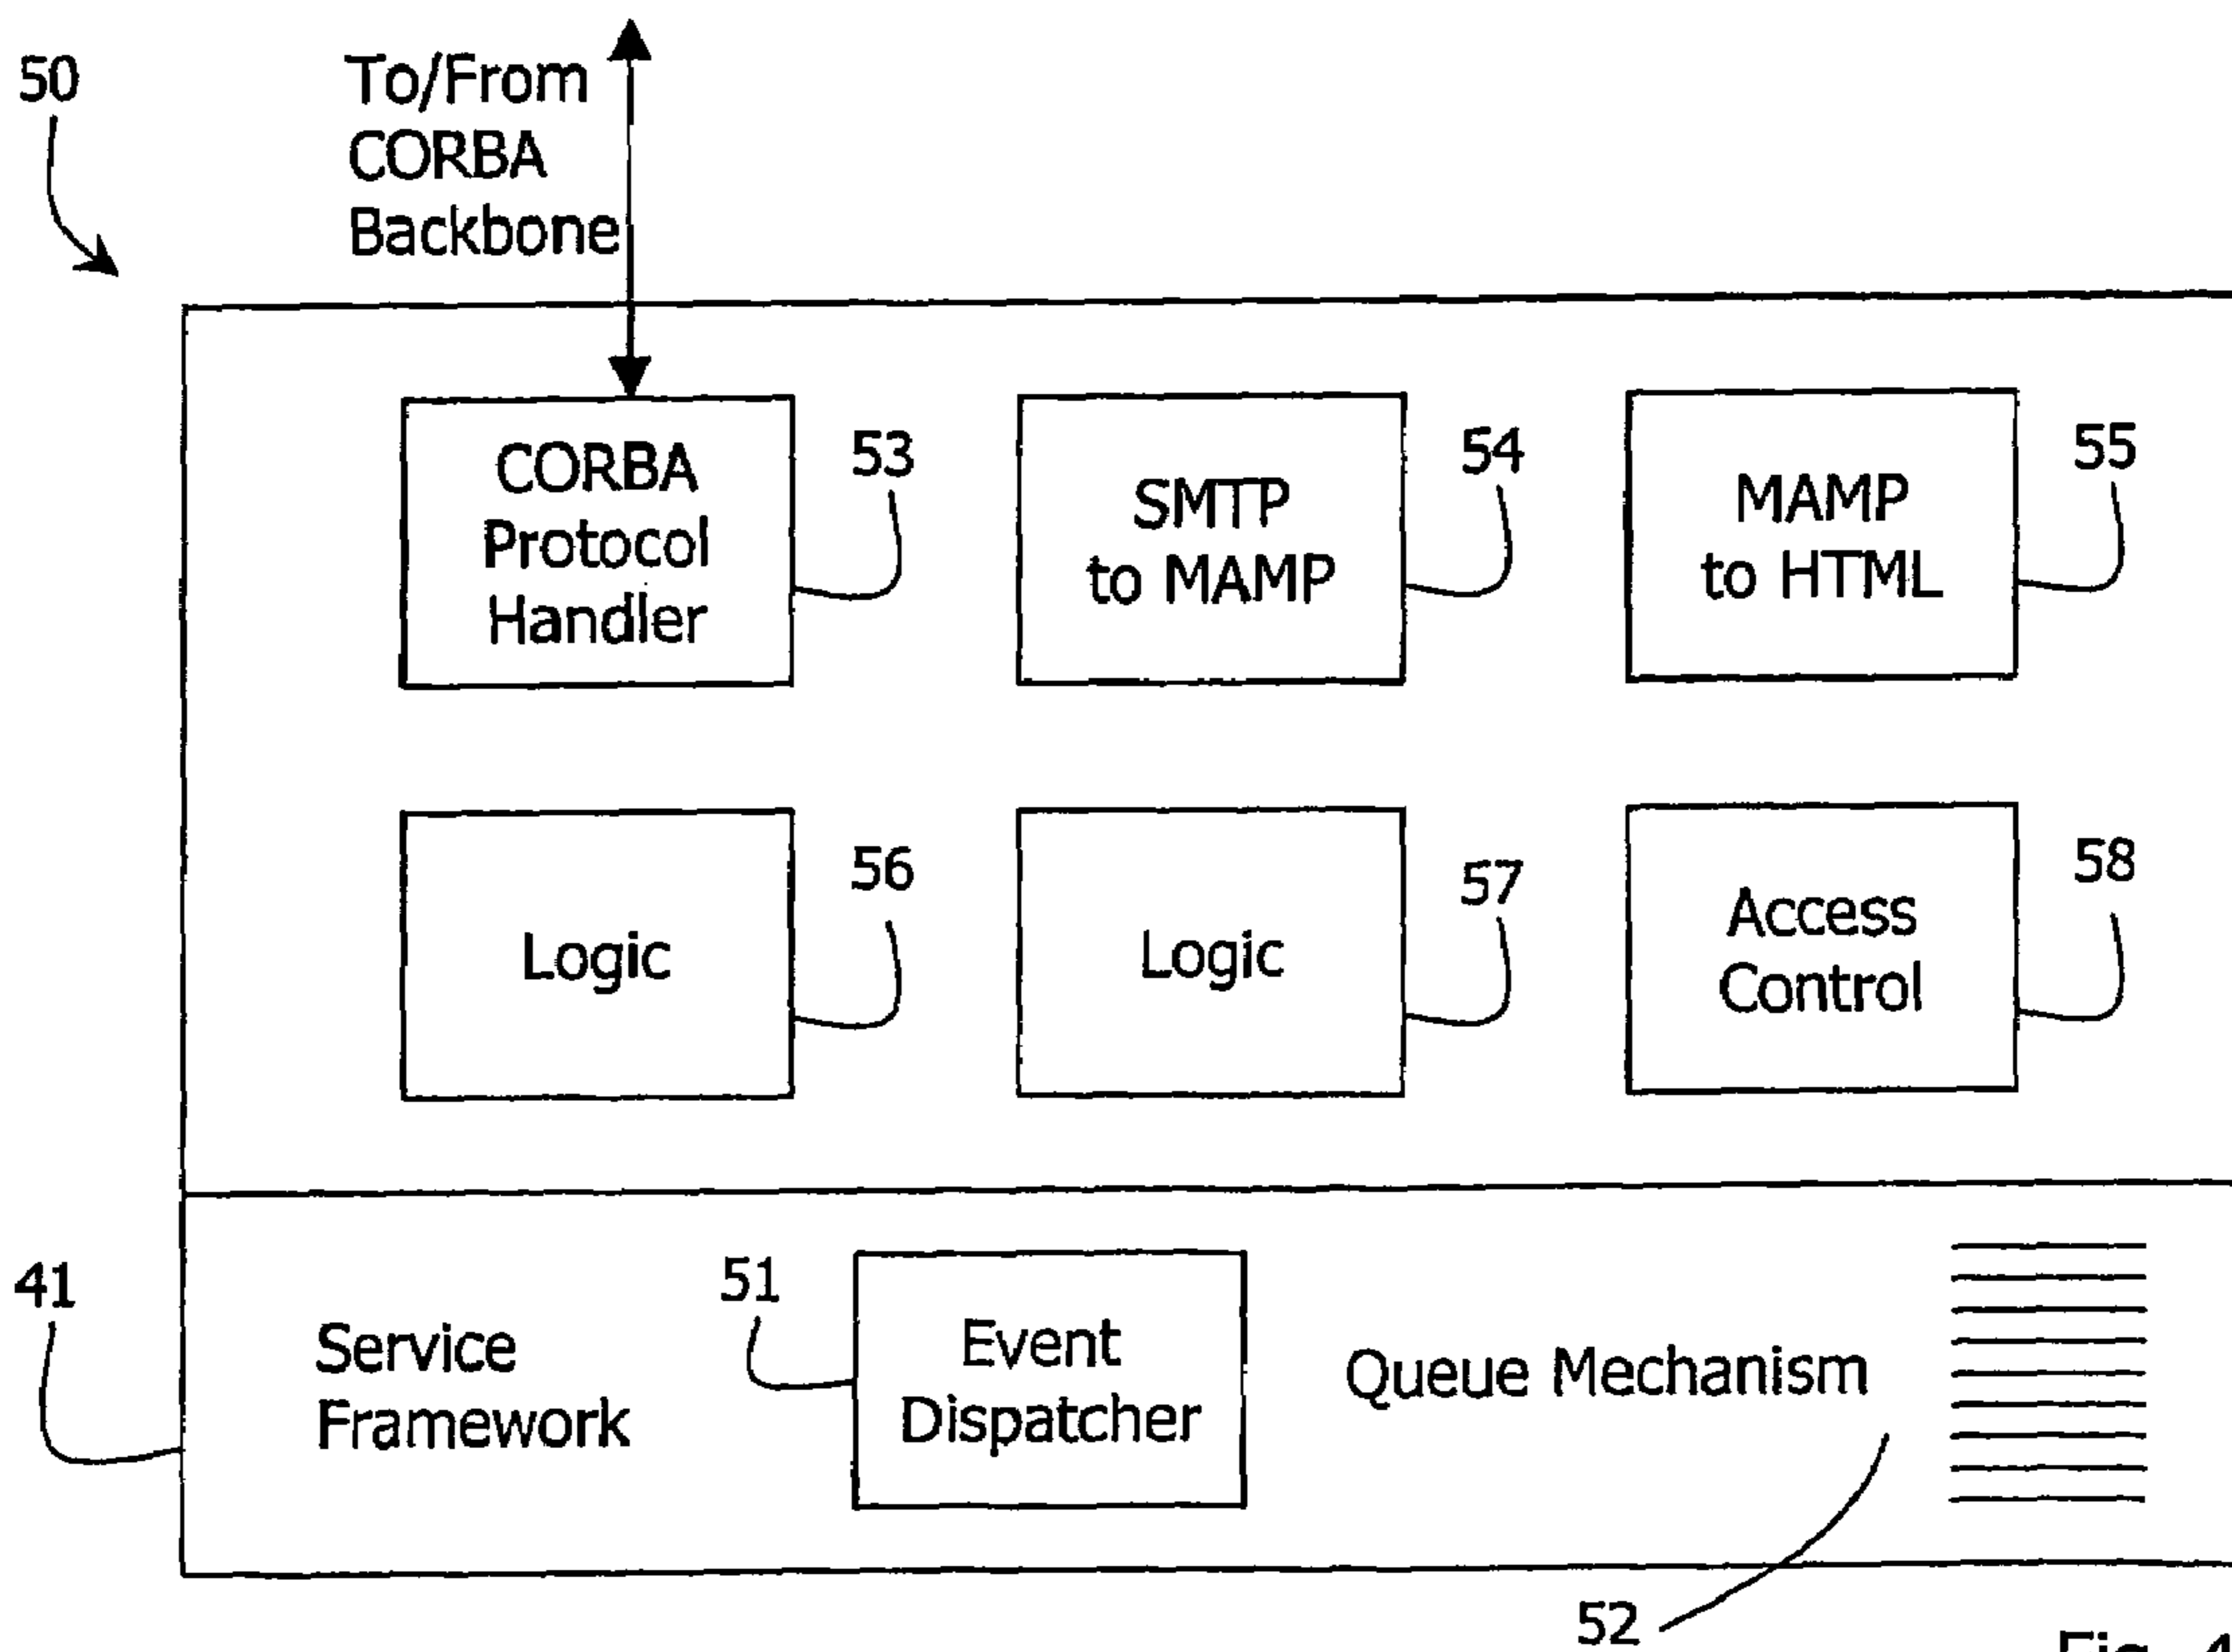 50
To/From
CORBA
Backbone
CORBA
Protocol
Handler
53
SMTP
to MAMP
54
MAMP
to HTML
55
Logic
56
Logic
57
Access
Control
58
41
Service
Framework
51
Event
Dispatcher
Queue Mechanism
52